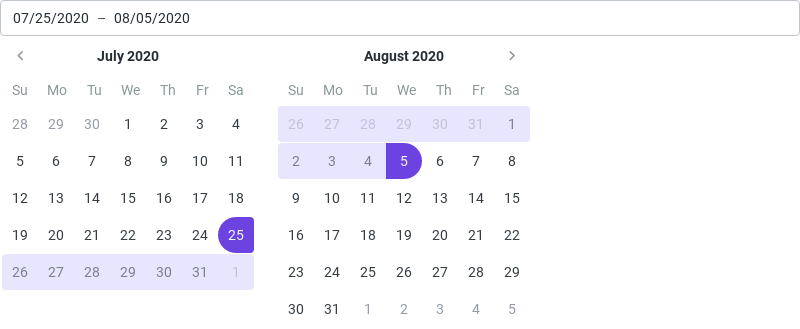 07/25/2020 – 08/05/2020
July 2020
Su Mo Tu We Th Fr Sa
28 29 30 1 2 3 4
5 6 7 8 9 10 11
12 13 14 15 16 17 18
19 20 21 22 23 24 25
26 27 28 29 30 31 1
August 2020
Su Mo Tu We Th Fr Sa
26 27 28 29 30 31 1
2 3 4 5 6 7 8
9 10 11 12 13 14 15
16 17 18 19 20 21 22
23 24 25 26 27 28 29
30 31 1 2 3 4 5